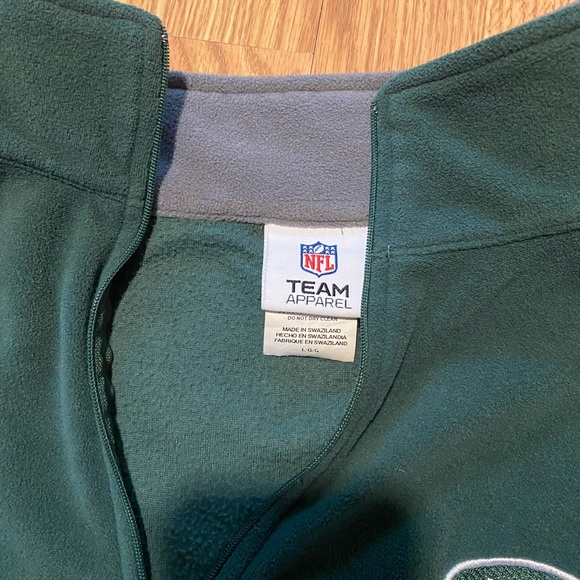 NFL
TEAM
APPAREL
DO NOT DRY CLEAN
MADE IN SWAZILAND
HECHO EN SWAZILANDIA
FABRIQUE EN SWAZILAND